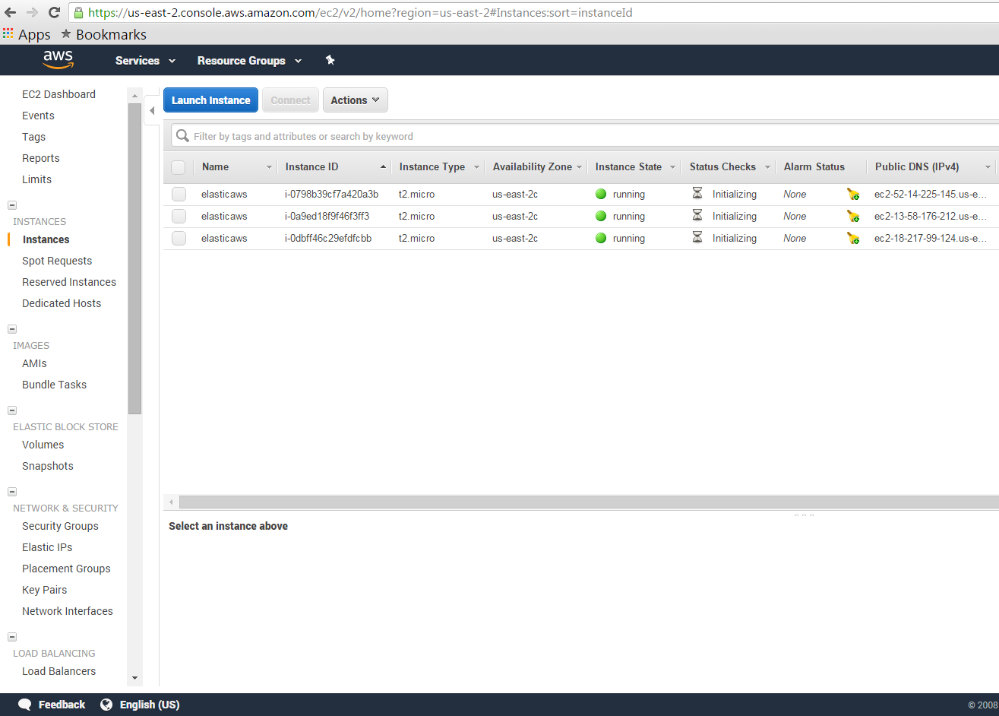 https://us-east-2.console.aws.amazon.com/ec2/v2/home?region=us-east-2#Instances:sort=instanceId
Apps Bookmarks
aws Services Resource Groups
EC2 Dashboard
Events
Tags
Reports
Limits
INSTANCES
Instances
Spot Requests
Reserved Instances
Dedicated Hosts
IMAGES
AMIs
Bundle Tasks
ELASTIC BLOCK STORE
Volumes
Snapshots
NETWORK & SECURITY
Security Groups
Elastic IPs
Placement Groups
Key Pairs
Network Interfaces
LOAD BALANCING
Load Balancers
Launch Instance Connect Actions
Filter by tags and attributes or search by keyword
Name Instance ID Instance Type Availability Zone Instance State Status Checks Alarm Status Public DNS (IPv4)
elasticaws i-0798b39cf7a420a3b t2.micro us-east-2c running Initializing None ec2-52-14-225-145.us-e...
elasticaws i-0a9ed18f9f46f3ff3 t2.micro us-east-2c running Initializing None ec2-13-58-176-212.us-e...
elasticaws i-0dbff46c29efdfcbb t2.micro us-east-2c running Initializing None ec2-18-217-99-124.us-e...
Select an instance above
Feedback English (US) © 2008